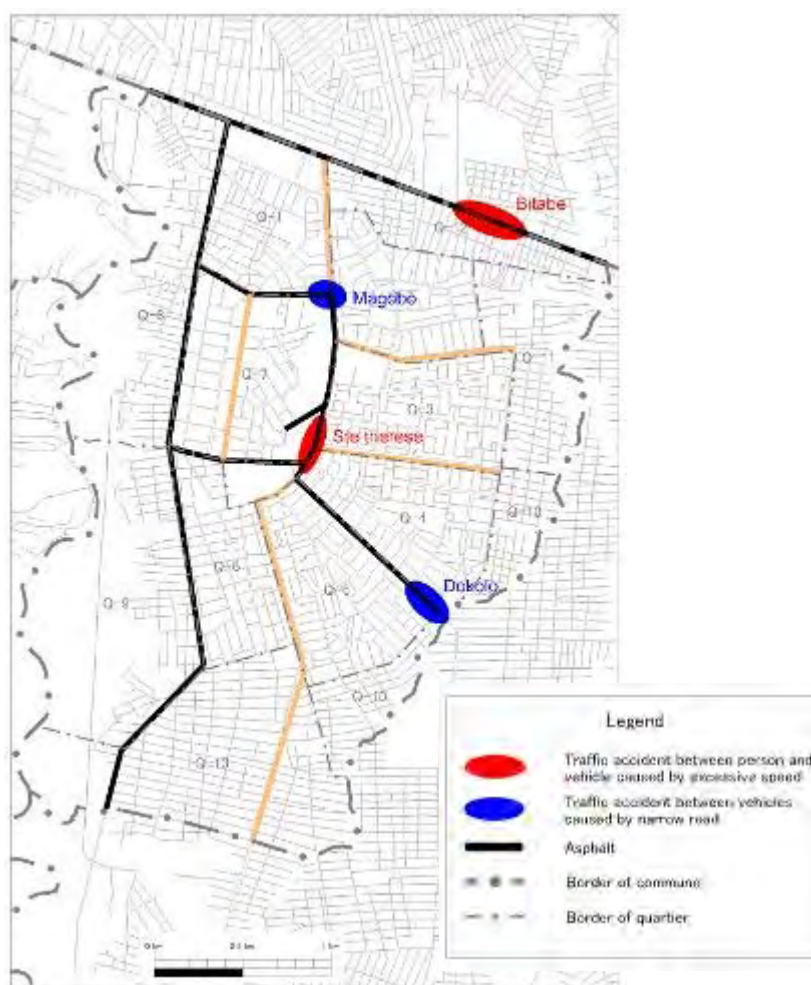 Bitabe
Q-1
Magabo
Q-8
Q-7
Q-3
Ste therese
Q-4
Q-12
Q-6
Q-5
Dokolo
Q-9
Q-10
Q-13
Legend
Traffic accident between person and
vehicle caused by excessive speed
Traffic accident between vehicles
caused by narrow road
Asphalt
Border of commune
Border of quartier